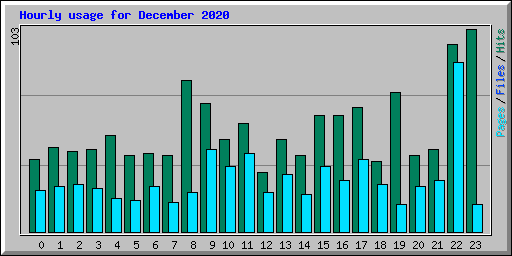 Hourly usage for December 2020
103
Pages / Files / Hits
0 1 2 3 4 5 6 7 8 9 10 11 12 13 14 15 16 17 18 19 20 21 22 23